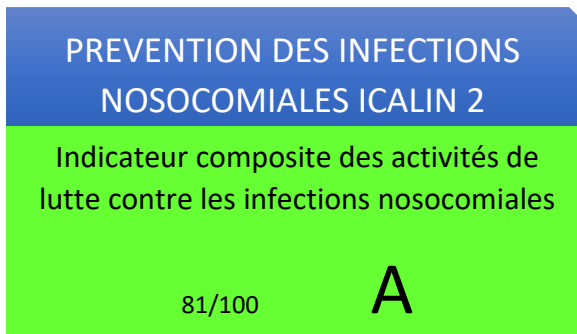 PREVENTION DES INFECTIONS
NOSOCOMIALES ICALIN 2
Indicateur composite des activités de
lutte contre les infections nosocomiales
81/100 A